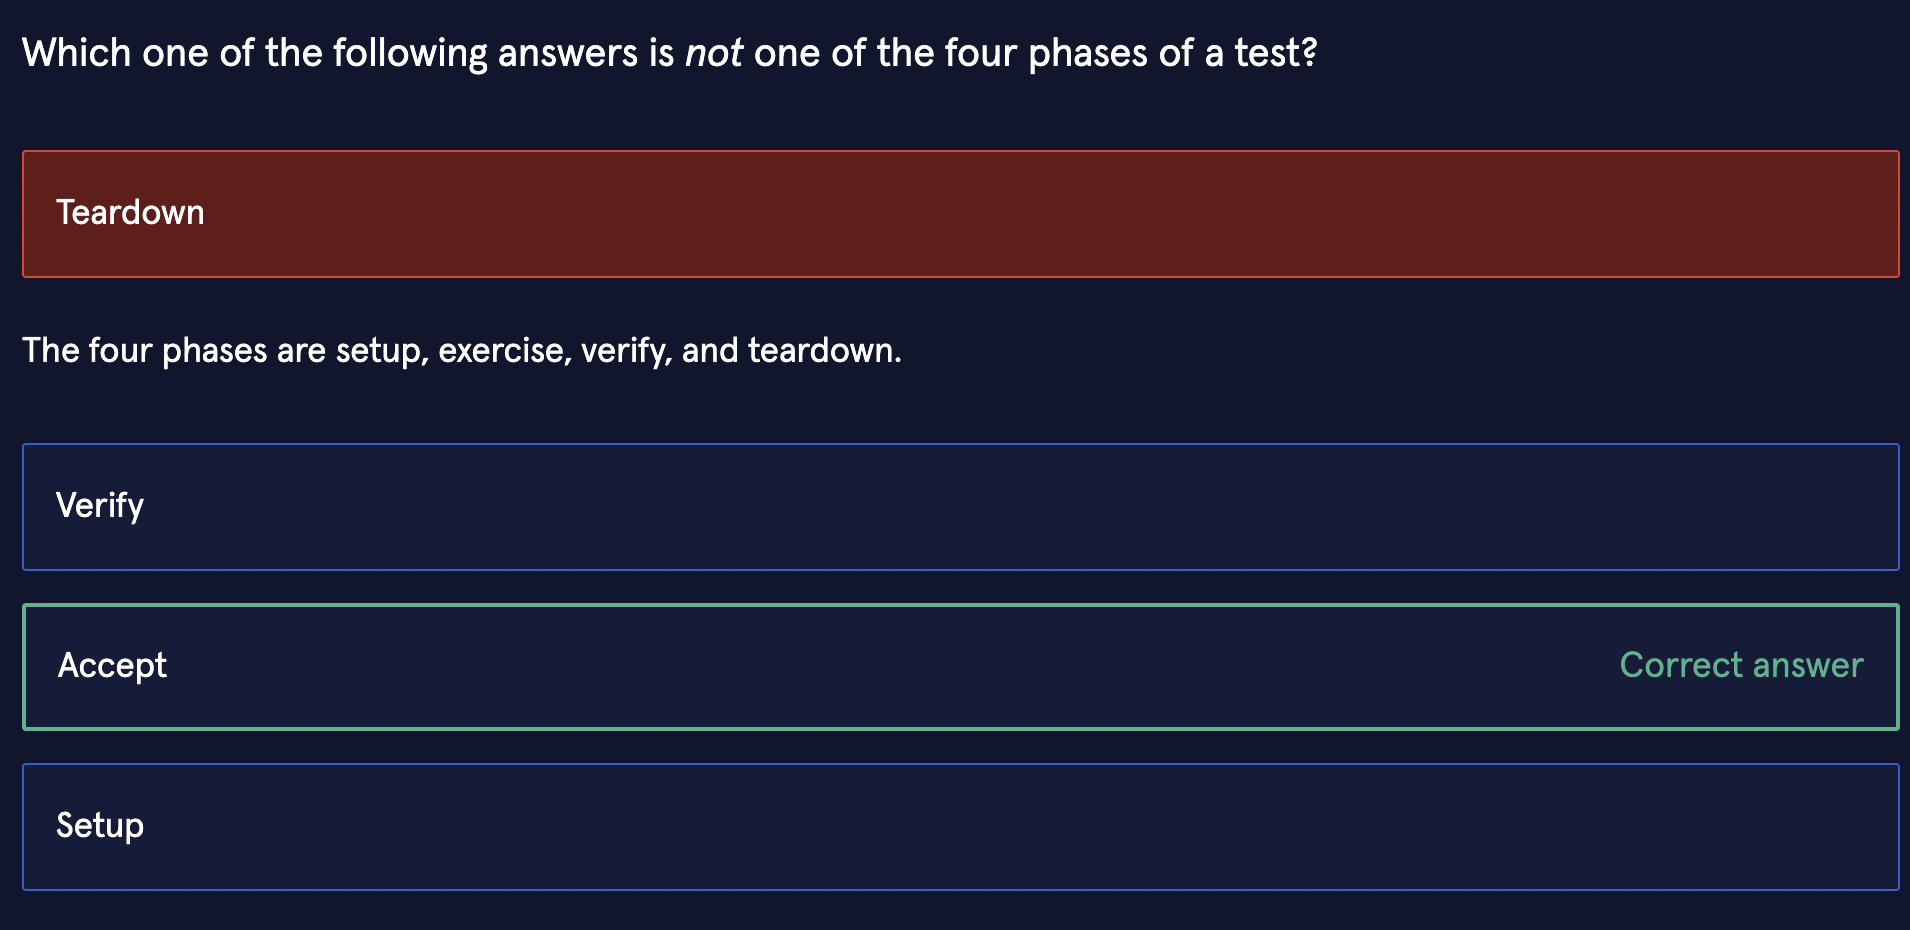 Which one of the following answers is not one of the four phases of a test?
Teardown
The four phases are setup, exercise, verify, and teardown.
Verify
Accept
Correct answer
Setup